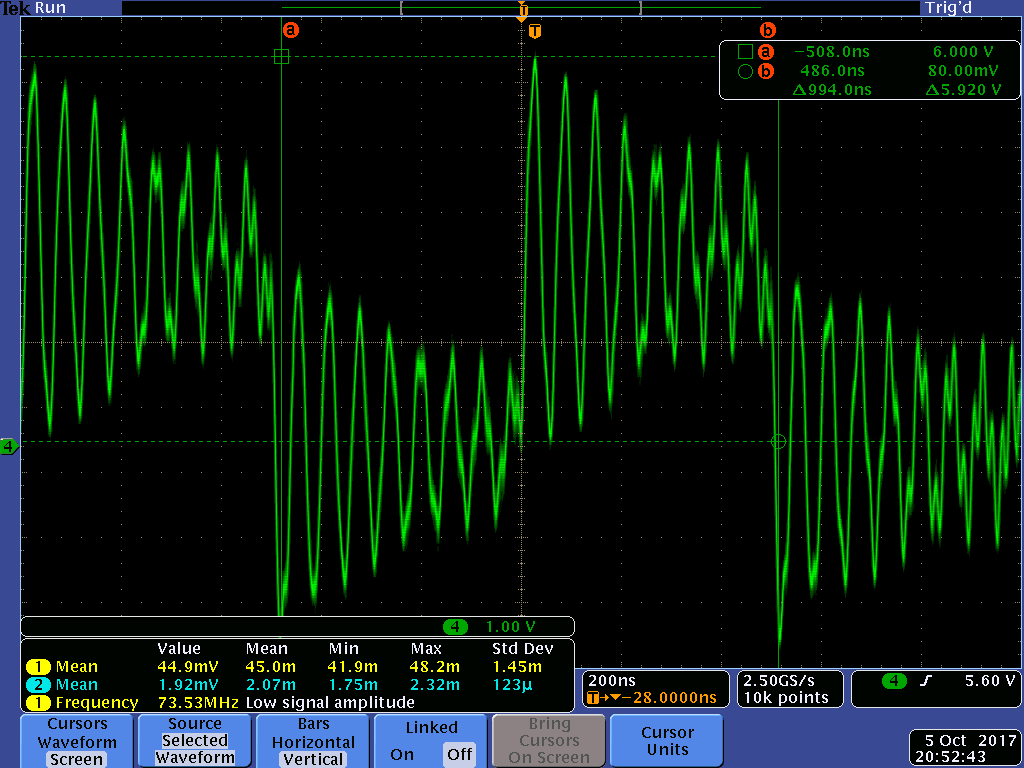 Tek Run Trig'd
T
a T b
a −508.0ns 6.000 V
b 486.0ns 80.00mV
Δ994.0ns Δ5.920 V
4
4 1.00 V
Value Mean Min Max Std Dev
1 Mean 44.9mV 45.0m 41.9m 48.2m 1.45m
2 Mean 1.92mV 2.07m 1.75m 2.32m 123µ
1 Frequency 73.53MHz Low signal amplitude
200ns
T→▼−28.0000ns
2.50GS/s
10k points
4 5.60 V
Cursors
Waveform
Screen
Source
Selected
Waveform
Bars
Horizontal
Vertical
Linked
On Off
Bring
Cursors
On Screen
Cursor
Units
5 Oct 2017
20:52:43